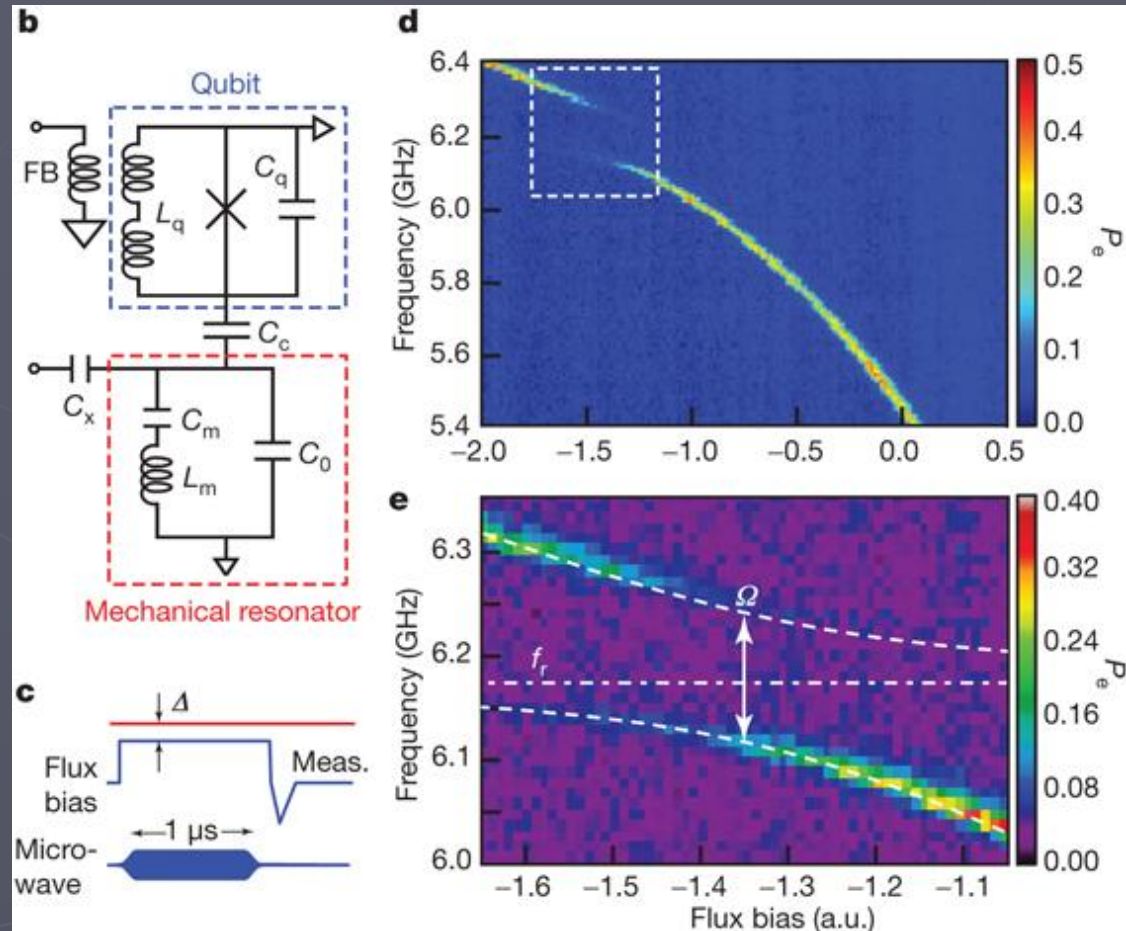 b
Qubit
FB
L_q
C_q
C_c
C_x
C_m
L_m
C_0
Mechanical resonator
c
Δ
Flux
bias
Meas.
1 μs
Micro-
wave
d
Frequency (GHz)
6.4
6.2
6.0
5.8
5.6
5.4
−2.0 −1.5 −1.0 −0.5 0.0 0.5
0.5
0.4
0.3
0.2
0.1
0.0
P_e
e
Frequency (GHz)
6.3
6.2
6.1
6.0
Ω
f_r
−1.6 −1.5 −1.4 −1.3 −1.2 −1.1
Flux bias (a.u.)
0.40
0.32
0.24
0.16
0.08
0.00
P_e